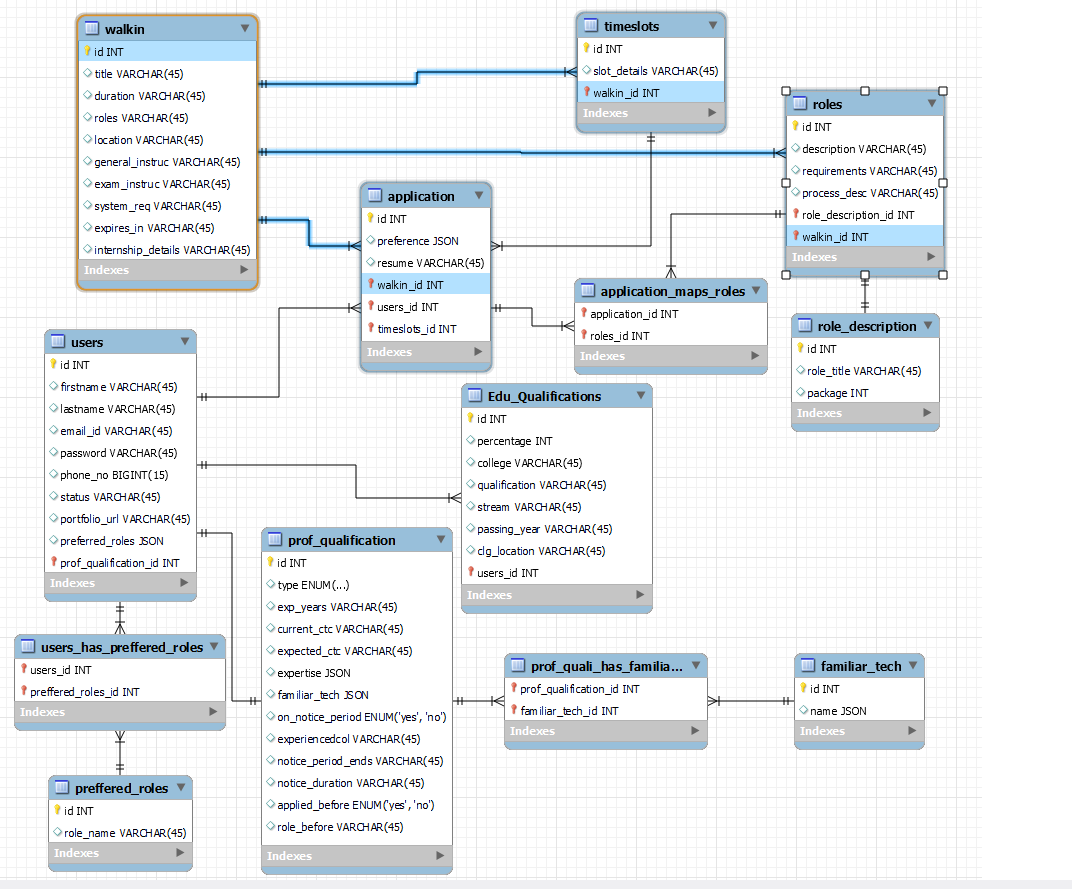 walkin
id INT
title VARCHAR(45)
duration VARCHAR(45)
roles VARCHAR(45)
location VARCHAR(45)
general_instruc VARCHAR(45)
exam_instruc VARCHAR(45)
system_req VARCHAR(45)
expires_in VARCHAR(45)
internship_details VARCHAR(45)
Indexes
timeslots
id INT
slot_details VARCHAR(45)
walkin_id INT
Indexes
roles
id INT
description VARCHAR(45)
requirements VARCHAR(45)
process_desc VARCHAR(45)
role_description_id INT
walkin_id INT
Indexes
application
id INT
preference JSON
resume VARCHAR(45)
walkin_id INT
users_id INT
timeslots_id INT
Indexes
application_maps_roles
application_id INT
roles_id INT
Indexes
role_description
id INT
role_title VARCHAR(45)
package INT
Indexes
users
id INT
firstname VARCHAR(45)
lastname VARCHAR(45)
email_id VARCHAR(45)
password VARCHAR(45)
phone_no BIGINT(15)
status VARCHAR(45)
portfolio_url VARCHAR(45)
preferred_roles JSON
prof_qualification_id INT
Indexes
Edu_Qualifications
id INT
percentage INT
college VARCHAR(45)
qualification VARCHAR(45)
stream VARCHAR(45)
passing_year VARCHAR(45)
clg_location VARCHAR(45)
users_id INT
Indexes
prof_qualification
id INT
type ENUM(...)
exp_years VARCHAR(45)
current_ctc VARCHAR(45)
expected_ctc VARCHAR(45)
expertise JSON
familiar_tech JSON
on_notice_period ENUM('yes', 'no')
experiencedcol VARCHAR(45)
notice_period_ends VARCHAR(45)
notice_duration VARCHAR(45)
applied_before ENUM('yes', 'no')
role_before VARCHAR(45)
Indexes
users_has_preffered_roles
users_id INT
preffered_roles_id INT
Indexes
prof_quali_has_familia...
prof_qualification_id INT
familiar_tech_id INT
Indexes
familiar_tech
id INT
name JSON
Indexes
preffered_roles
id INT
role_name VARCHAR(45)
Indexes